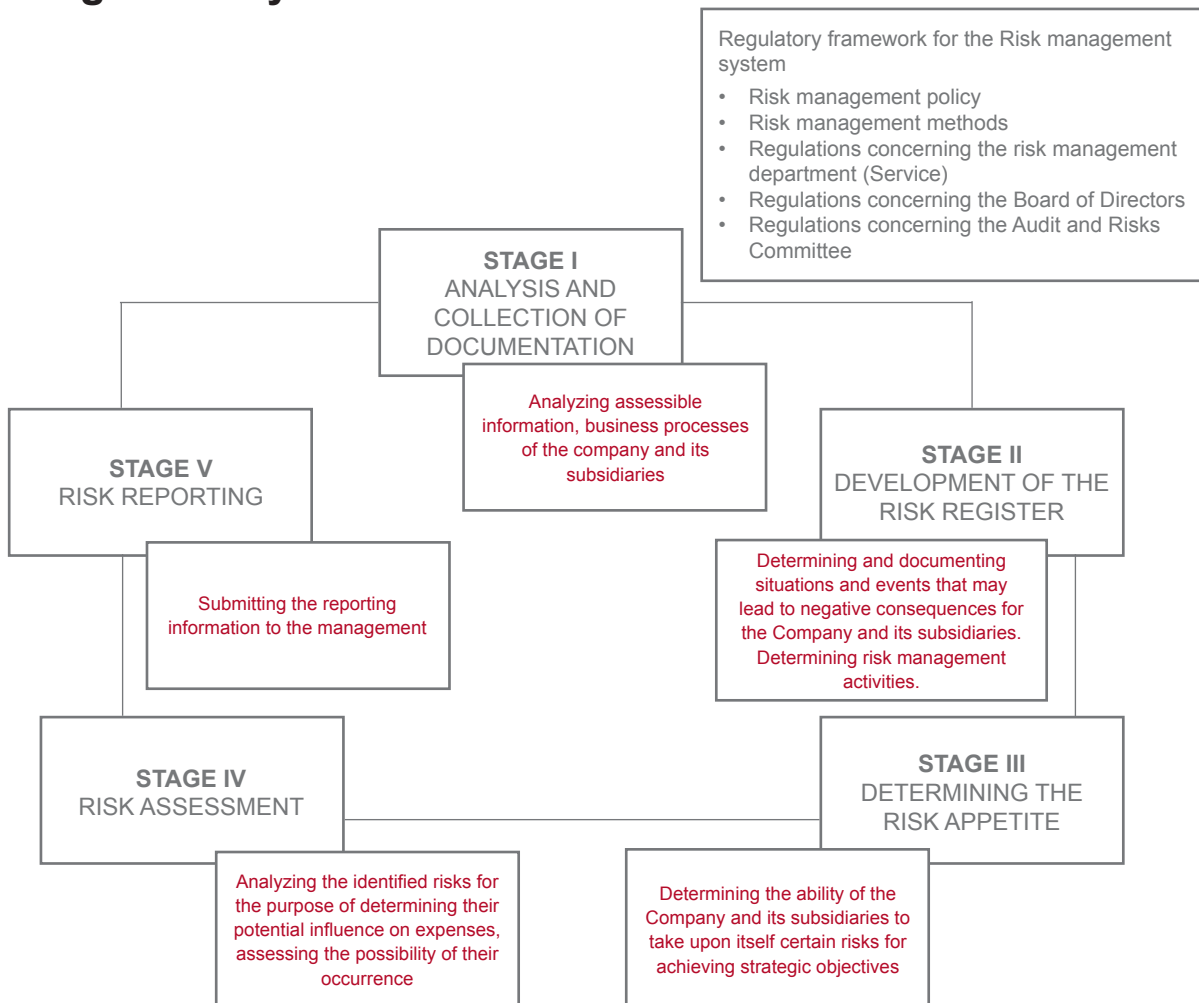 Regulatory framework for the Risk management
system
• Risk management policy
• Risk management methods
• Regulations concerning the risk management
department (Service)
• Regulations concerning the Board of Directors
• Regulations concerning the Audit and Risks
Committee
STAGE I
ANALYSIS AND
COLLECTION OF
DOCUMENTATION
Analyzing assessible
information, business processes
of the company and its
subsidiaries
STAGE II
DEVELOPMENT OF THE
RISK REGISTER
Determining and documenting
situations and events that may
lead to negative consequences for
the Company and its subsidiaries.
Determining risk management
activities.
STAGE III
DETERMINING THE
RISK APPETITE
Determining the ability of the
Company and its subsidiaries to
take upon itself certain risks for
achieving strategic objectives
STAGE IV
RISK ASSESSMENT
Analyzing the identified risks for
the purpose of determining their
potential influence on expenses,
assessing the possibility of their
occurrence
STAGE V
RISK REPORTING
Submitting the reporting
information to the management